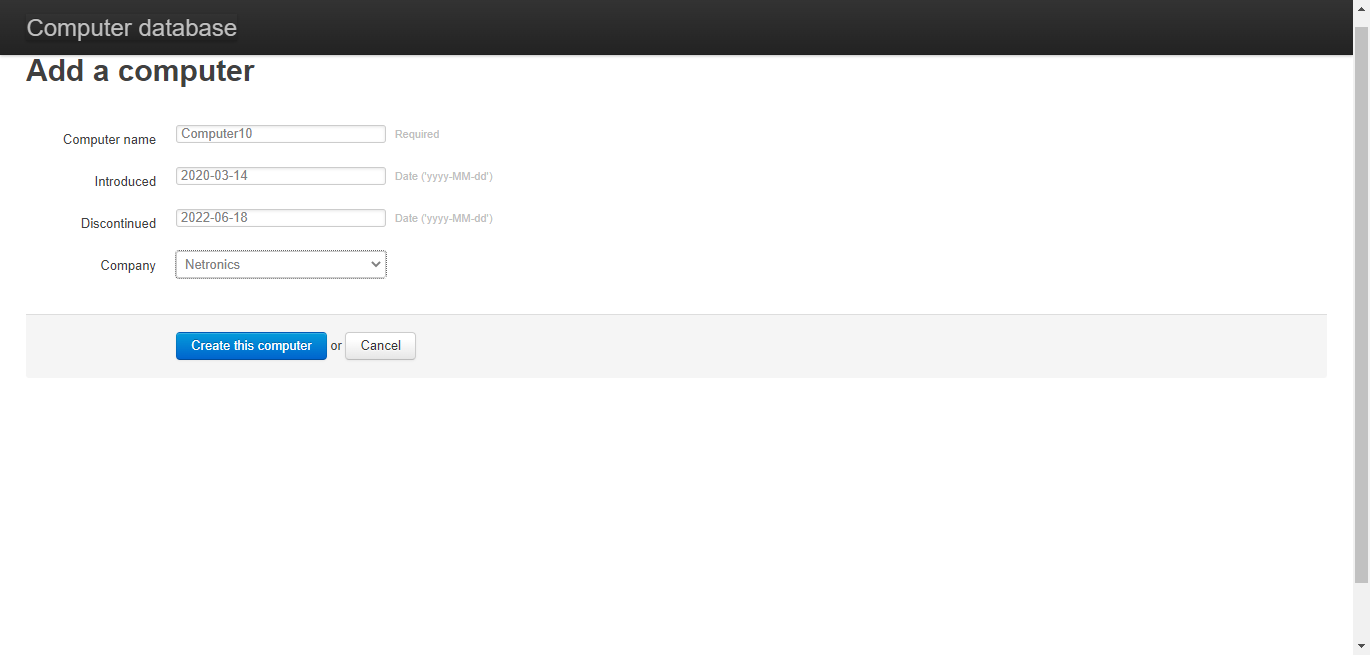 Computer database
Add a computer
Computer name Computer10 Required
Introduced 2020-03-14 Date ('yyyy-MM-dd')
Discontinued 2022-06-18 Date ('yyyy-MM-dd')
Company Netronics
Create this computer or Cancel